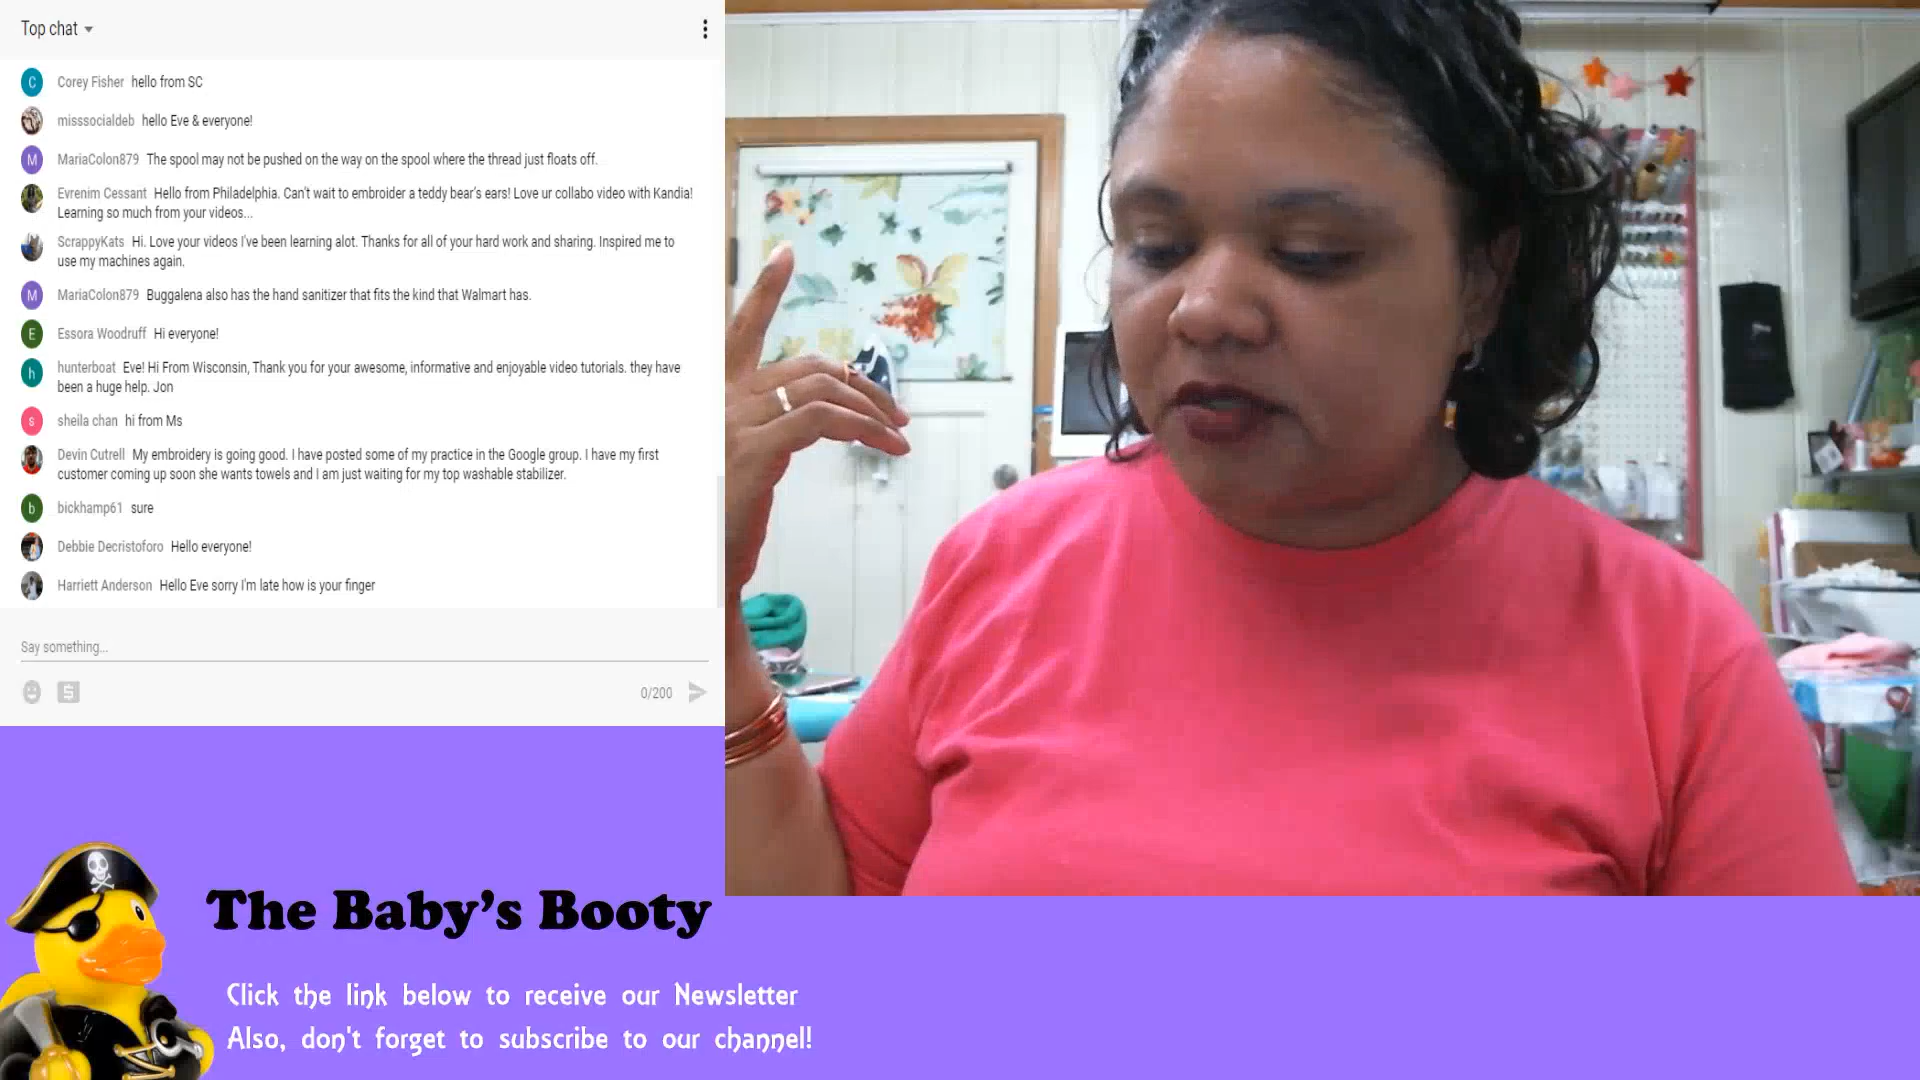 Top chat
Corey Fisher hello from SC
misssocialdeb hello Eve & everyone!
MariaColon879 The spool may not be pushed on the way on the spool where the thread just floats off.
Evrenim Cessant Hello from Philadelphia. Can't wait to embroider a teddy bear's ears! Love ur collabo video with Kandia!
Learning so much from your videos...
ScrappyKats Hi. Love your videos I've been learning alot. Thanks for all of your hard work and sharing. Inspired me to
use my machines again.
MariaColon879 Buggalena also has the hand sanitizer that fits the kind that Walmart has.
Essora Woodruff Hi everyone!
hunterboat Eve! Hi From Wisconsin, Thank you for your awesome, informative and enjoyable video tutorials. they have
been a huge help. Jon
sheila chan hi from Ms
Devin Cutrell My embroidery is going good. I have posted some of my practice in the Google group. I have my first
customer coming up soon she wants towels and I am just waiting for my top washable stabilizer.
bickhamp61 sure
Debbie Decristoforo Hello everyone!
Harriett Anderson Hello Eve sorry I'm late how is your finger
Say something...
0/200
The Baby's Booty
Click the link below to receive our Newsletter
Also, don't forget to subscribe to our channel!